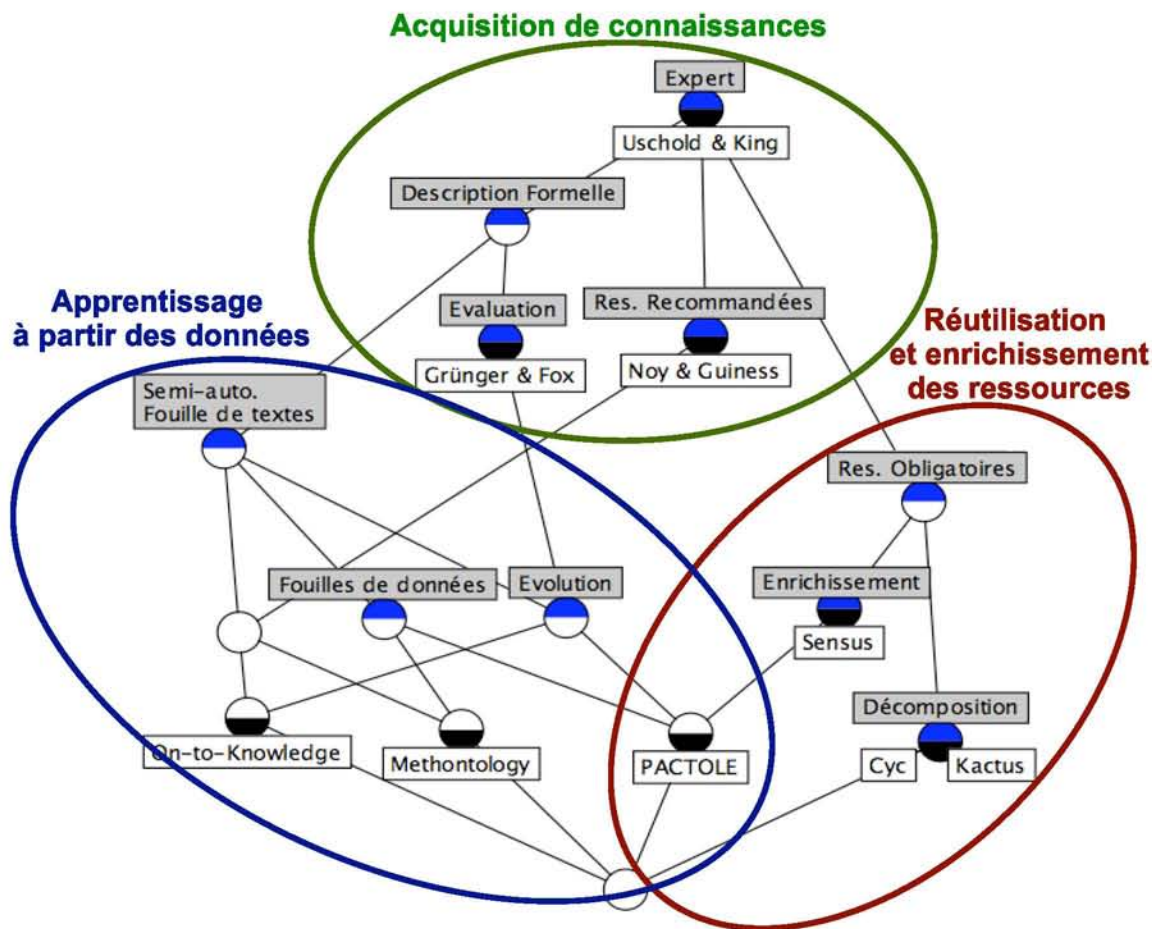 Acquisition de connaissances
Expert
Uschold & King
Description Formelle
Evaluation
Grünger & Fox
Res. Recommandées
Noy & Guiness
Apprentissage
à partir des données
Semi-auto.
Fouille de textes
Réutilisation
et enrichissement
des ressources
Res. Obligatoires
Fouilles de données
Evolution
Enrichissement
Sensus
Décomposition
On-to-Knowledge
Methontology
PACTOLE
Cyc
Kactus